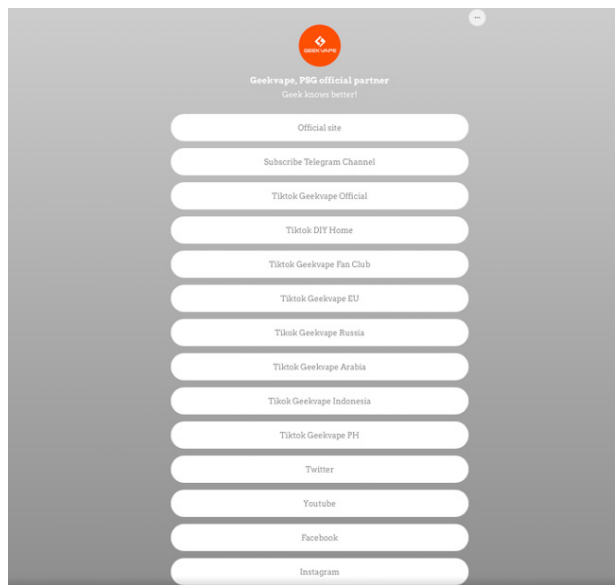 GEEKVAPE
Geekvape, PSG official partner
Geek knows better!
Official site
Subscribe Telegram Channel
Tiktok Geekvape Official
Tiktok DIY Home
Tiktok Geekvape Fan Club
Tiktok Geekvape EU
Tikok Geekvape Russia
Tiktok Geekvape Arabia
Tikok Geekvape Indonesia
Tiktok Geekvape PH
Twitter
Youtube
Facebook
Instagram